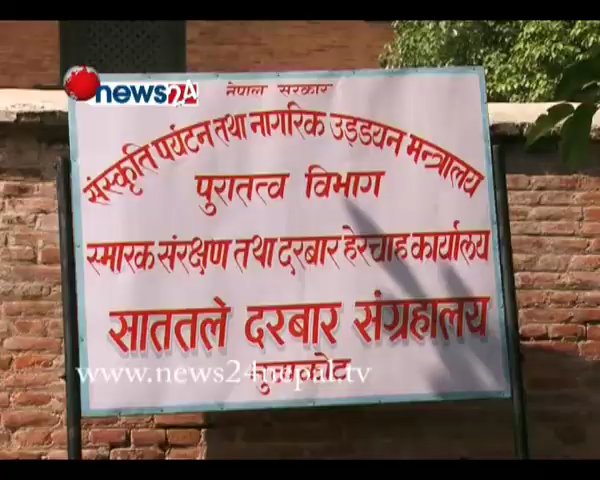 news24
नेपाल सरकार
संस्कृति पर्यटन तथा नागरिक उड्डयन मन्त्रालय
पुरातत्व विभाग
स्मारक संरक्षण तथा दरबार हेरचाह कार्यालय
साततले दरबार संग्रहालय
www.news24nepal.tv
नुवाकोट